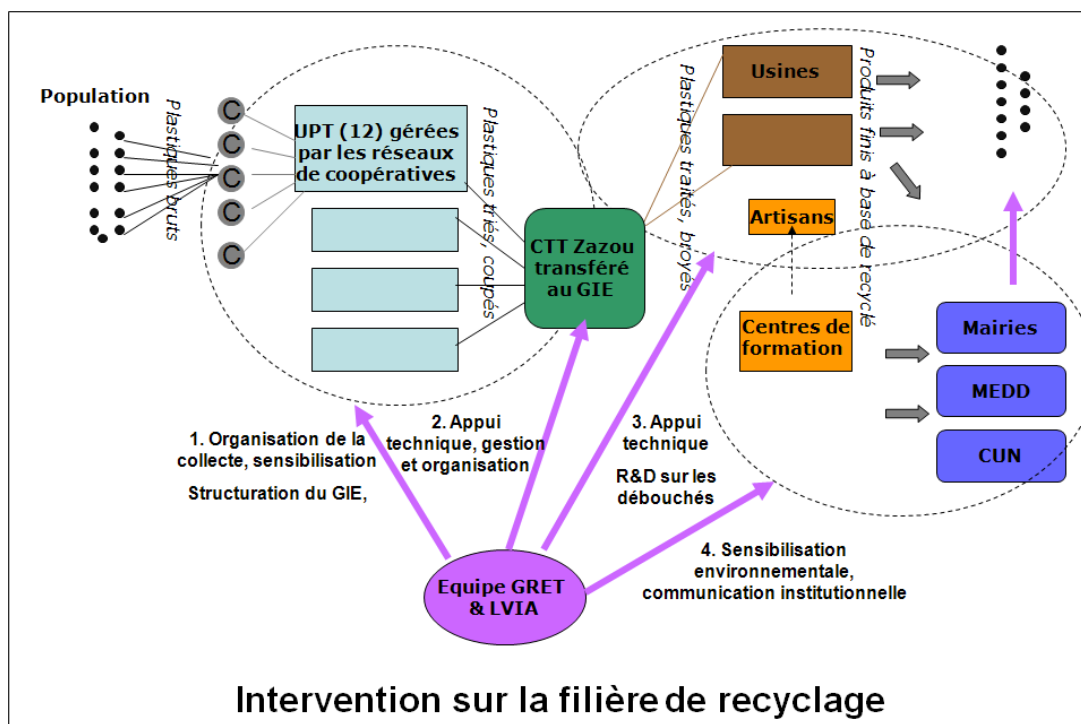 Population
Plastiques bruts
C
C
C
C
C
UPT (12) gérées
par les réseaux
de coopératives
Plastiques triés, coupés
CTT Zazou
transféré
au GIE
Plastiques traités, broyés
Usines
Produits finis à base de recyclé
Artisans
Centres de
formation
Mairies
MEDD
CUN
1. Organisation de la
collecte, sensibilisation
Structuration du GIE,
2. Appui
technique, gestion
et organisation
3. Appui
technique
R&D sur les
débouchés
4. Sensibilisation
environnementale,
communication institutionnelle
Equipe GRET
& LVIA
Intervention sur la filière de recyclage